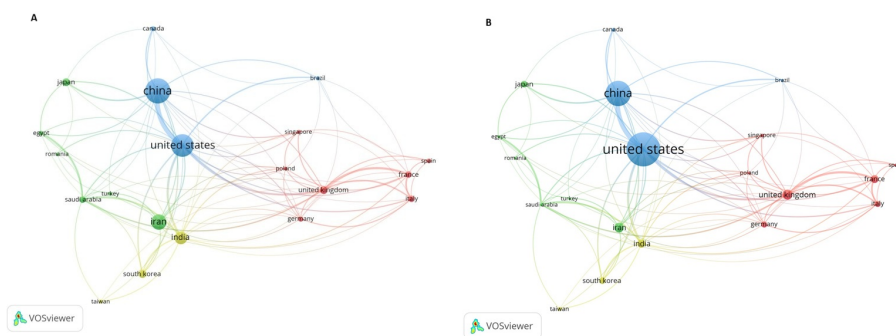 A
canada
japan
brazil
china
egypt
singapore
united states
romania
spain
poland
france
turkey
united kingdom
saudi arabia
italy
iran
germany
india
south korea
taiwan
VOSviewer
B
canada
brazil
japan
china
egypt
singapore
united states
romania
poland
france
turkey
united kingdom
saudi arabia
italy
iran
germany
india
south korea
taiwan
VOSviewer